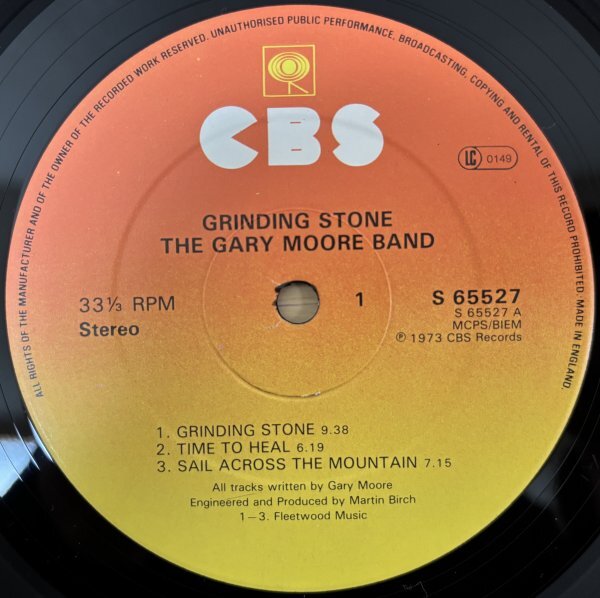 ALL RIGHTS OF THE MANUFACTURER AND OF THE OWNER OF THE RECORDED WORK RESERVED. UNAUTHORISED PUBLIC PERFORMANCE, BROADCASTING, COPYING AND RENTAL OF THIS RECORD PROHIBITED. MADE IN ENGLAND.
CBS
LC 0149
GRINDING STONE
THE GARY MOORE BAND
33⅓ RPM
Stereo
1
S 65527
S 65527 A
MCPS/BIEM
℗ 1973 CBS Records
1. GRINDING STONE 9.38
2. TIME TO HEAL 6.19
3. SAIL ACROSS THE MOUNTAIN 7.15
All tracks written by Gary Moore
Engineered and Produced by Martin Birch
1–3. Fleetwood Music